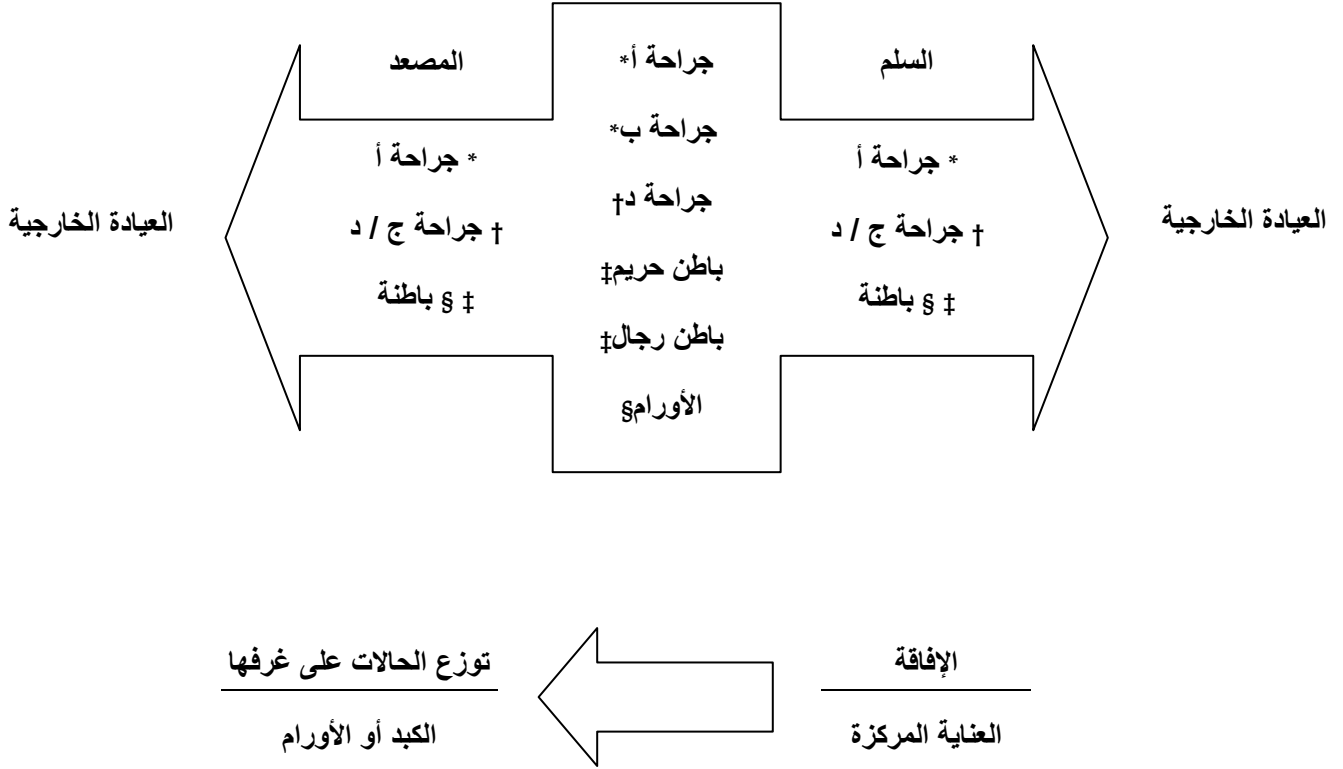 السلم
* جراحة أ
† جراحة ج / د
‡ § باطنة
العيادة الخارجية
جراحة أ*
جراحة ب*
جراحة د†
باطن حريم‡
باطن رجال‡
الأورام§
المصعد
* جراحة أ
† جراحة ج / د
‡ § باطنة
العيادة الخارجية
الإفاقة
العناية المركزة
توزع الحالات على غرفها
الكبد أو الأورام